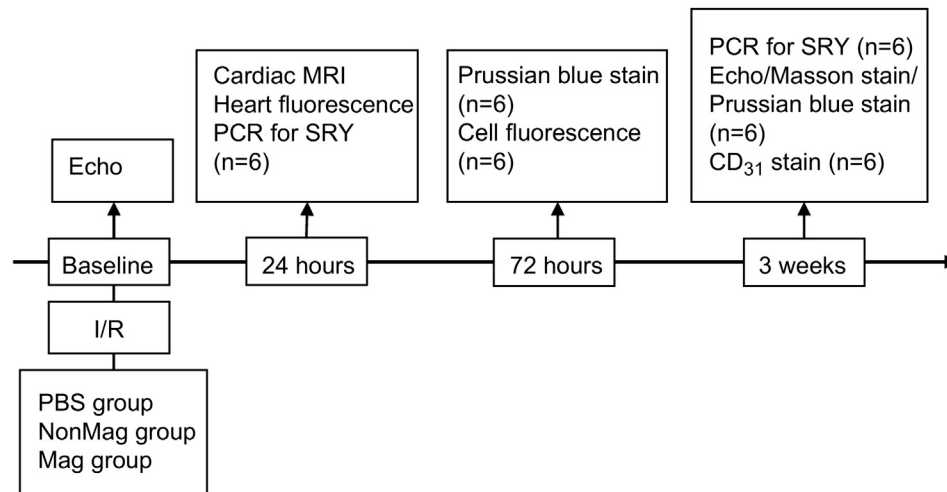 Echo
Cardiac MRI
Heart fluorescence
PCR for SRY
(n=6)
Prussian blue stain
(n=6)
Cell fluorescence
(n=6)
PCR for SRY (n=6)
Echo/Masson stain/
Prussian blue stain
(n=6)
CD₃₁ stain (n=6)
Baseline
24 hours
72 hours
3 weeks
I/R
PBS group
NonMag group
Mag group